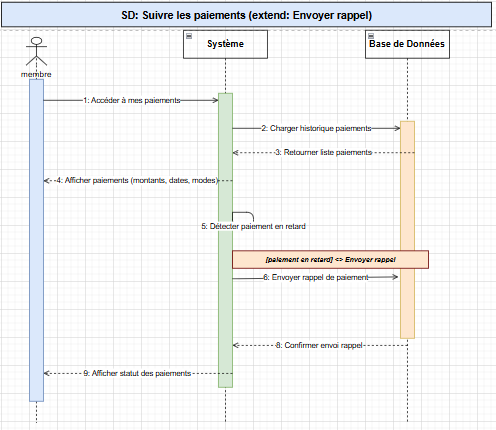 SD: Suivre les paiements (extend: Envoyer rappel)
Système
Base de Données
membre
1: Accéder à mes paiements
2: Charger historique paiements
3: Retourner liste paiements
4: Afficher paiements (montants, dates, modes)
5: Détecter paiement en retard
[paiement en retard] <> Envoyer rappel
6: Envoyer rappel de paiement
8: Confirmer envoi rappel
9: Afficher statut des paiements